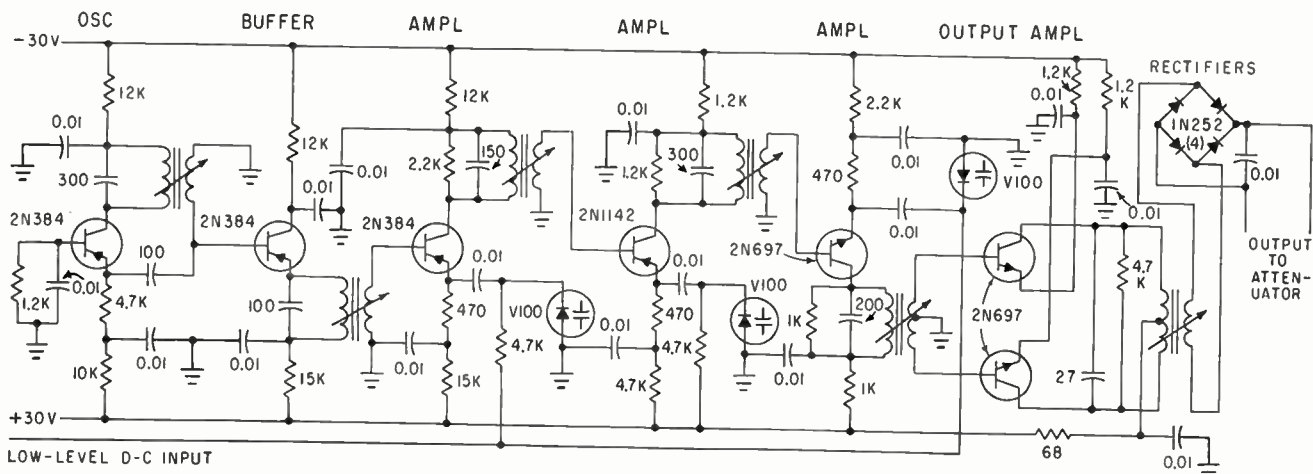 OSC
BUFFER
AMPL
AMPL
AMPL
OUTPUT AMPL
RECTIFIERS
-30V
12K
0.01
300
2N384
100
1.2K
0.01
4.7K
0.01
10K
12K
0.01
2N384
100
0.01
15K
12K
0.01
2.2K
150
2N384
0.01
470
0.01
15K
4.7K
V100
0.01
1.2K
0.01
1.2K
300
2N1142
0.01
470
4.7K
4.7K
V100
0.01
2.2K
0.01
470
0.01
V100
2N697
1K
200
1K
1.2K
0.01
1.2
K
0.01
2N697
27
4.7
K
68
0.01
1N252
(4)
0.01
OUTPUT
TO
ATTEN-
UATOR
+30V
LOW-LEVEL D-C INPUT